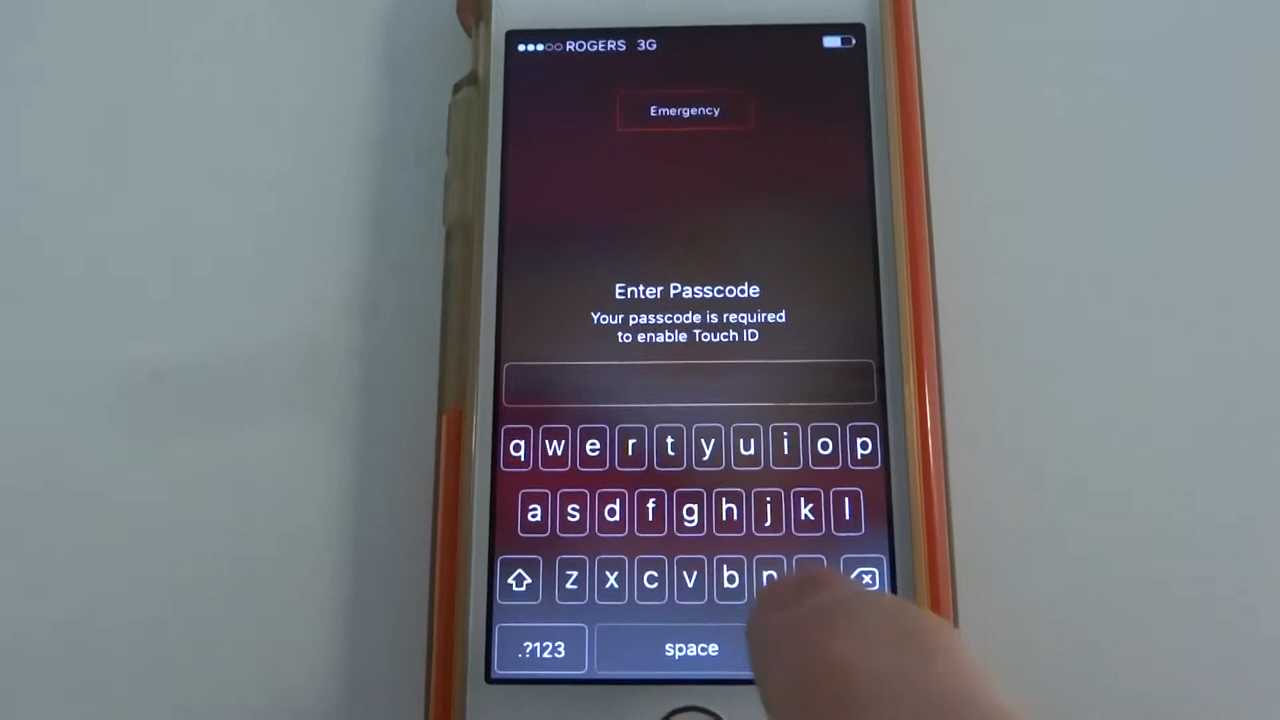 ROGERS 3G
Emergency
Enter Passcode
Your passcode is required
to enable Touch ID
q w e r t y u i o p
a s d f g h j k l
z x c v b n
.?123 space